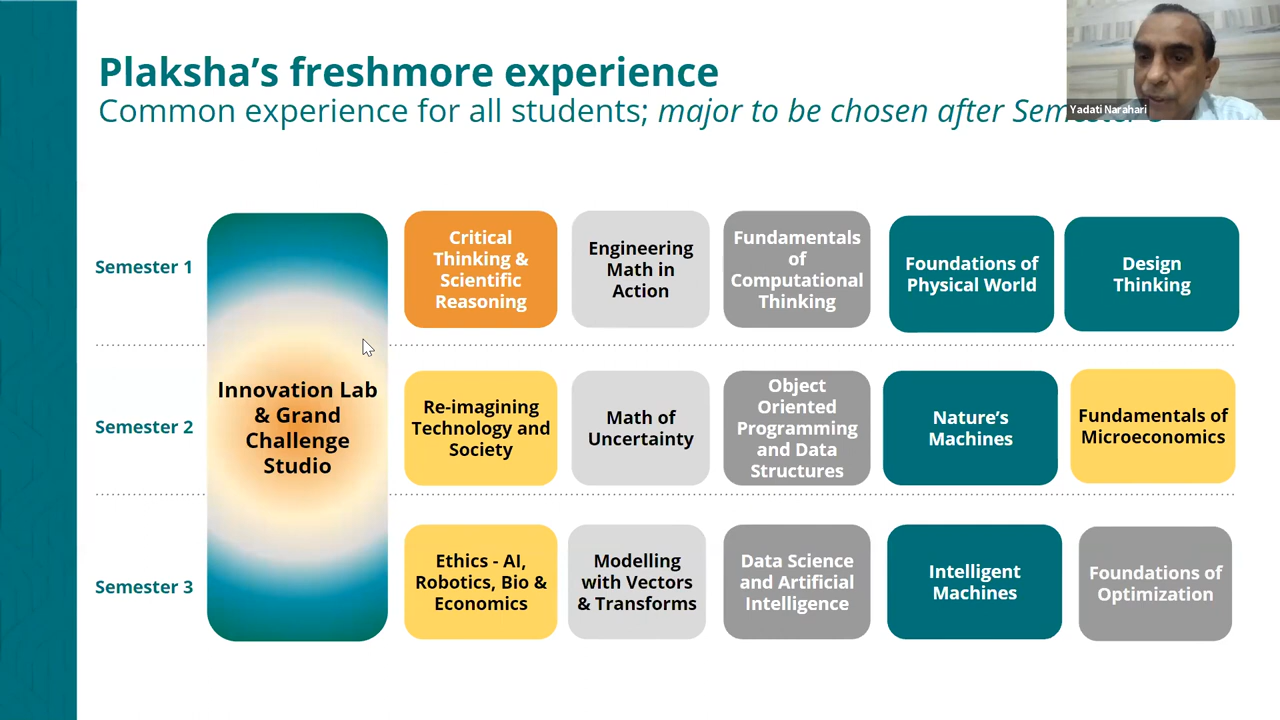 Plaksha's freshmore experience
Common experience for all students; major to be chosen after
Yadati Narahari
Semester 1
Critical
Thinking &
Scientific
Reasoning
Engineering
Math in
Action
Fundamentals
of
Computational
Thinking
Foundations of
Physical World
Design
Thinking
Innovation Lab
& Grand
Challenge
Studio
Semester 2
Re-imagining
Technology and
Society
Math of
Uncertainty
Object
Oriented
Programming
and Data
Structures
Nature's
Machines
Fundamentals of
Microeconomics
Semester 3
Ethics - AI,
Robotics, Bio &
Economics
Modelling
with Vectors
& Transforms
Data Science
and Artificial
Intelligence
Intelligent
Machines
Foundations of
Optimization